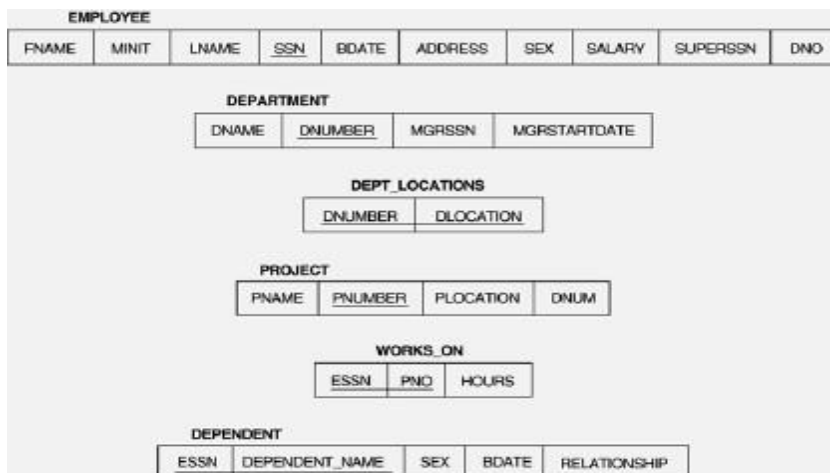 EMPLOYEE
FNAME MINIT LNAME SSN BDATE ADDRESS SEX SALARY SUPERSSN DNO
DEPARTMENT
DNAME DNUMBER MGRSSN MGRSTARTDATE
DEPT_LOCATIONS
DNUMBER DLOCATION
PROJECT
PNAME PNUMBER PLOCATION DNUM
WORKS_ON
ESSN PNO HOURS
DEPENDENT
ESSN DEPENDENT_NAME SEX BDATE RELATIONSHIP